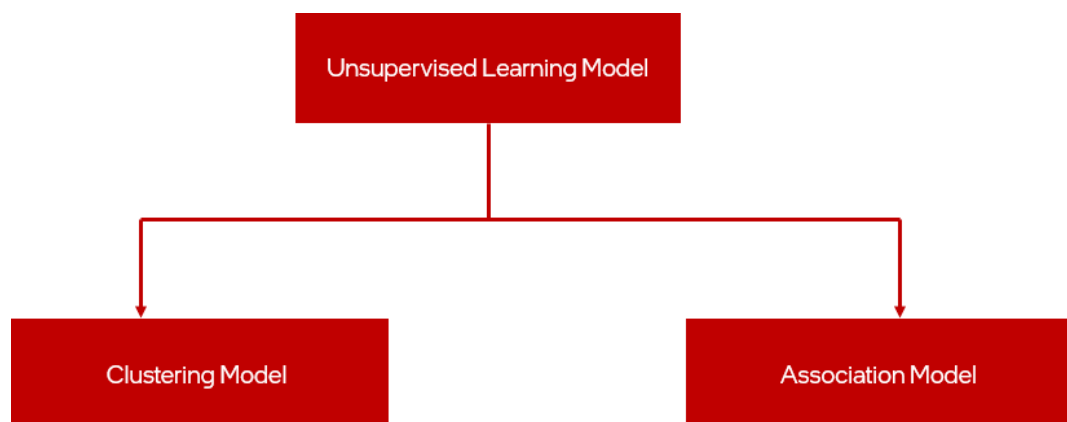 Unsupervised Learning Model
Clustering Model
Association Model